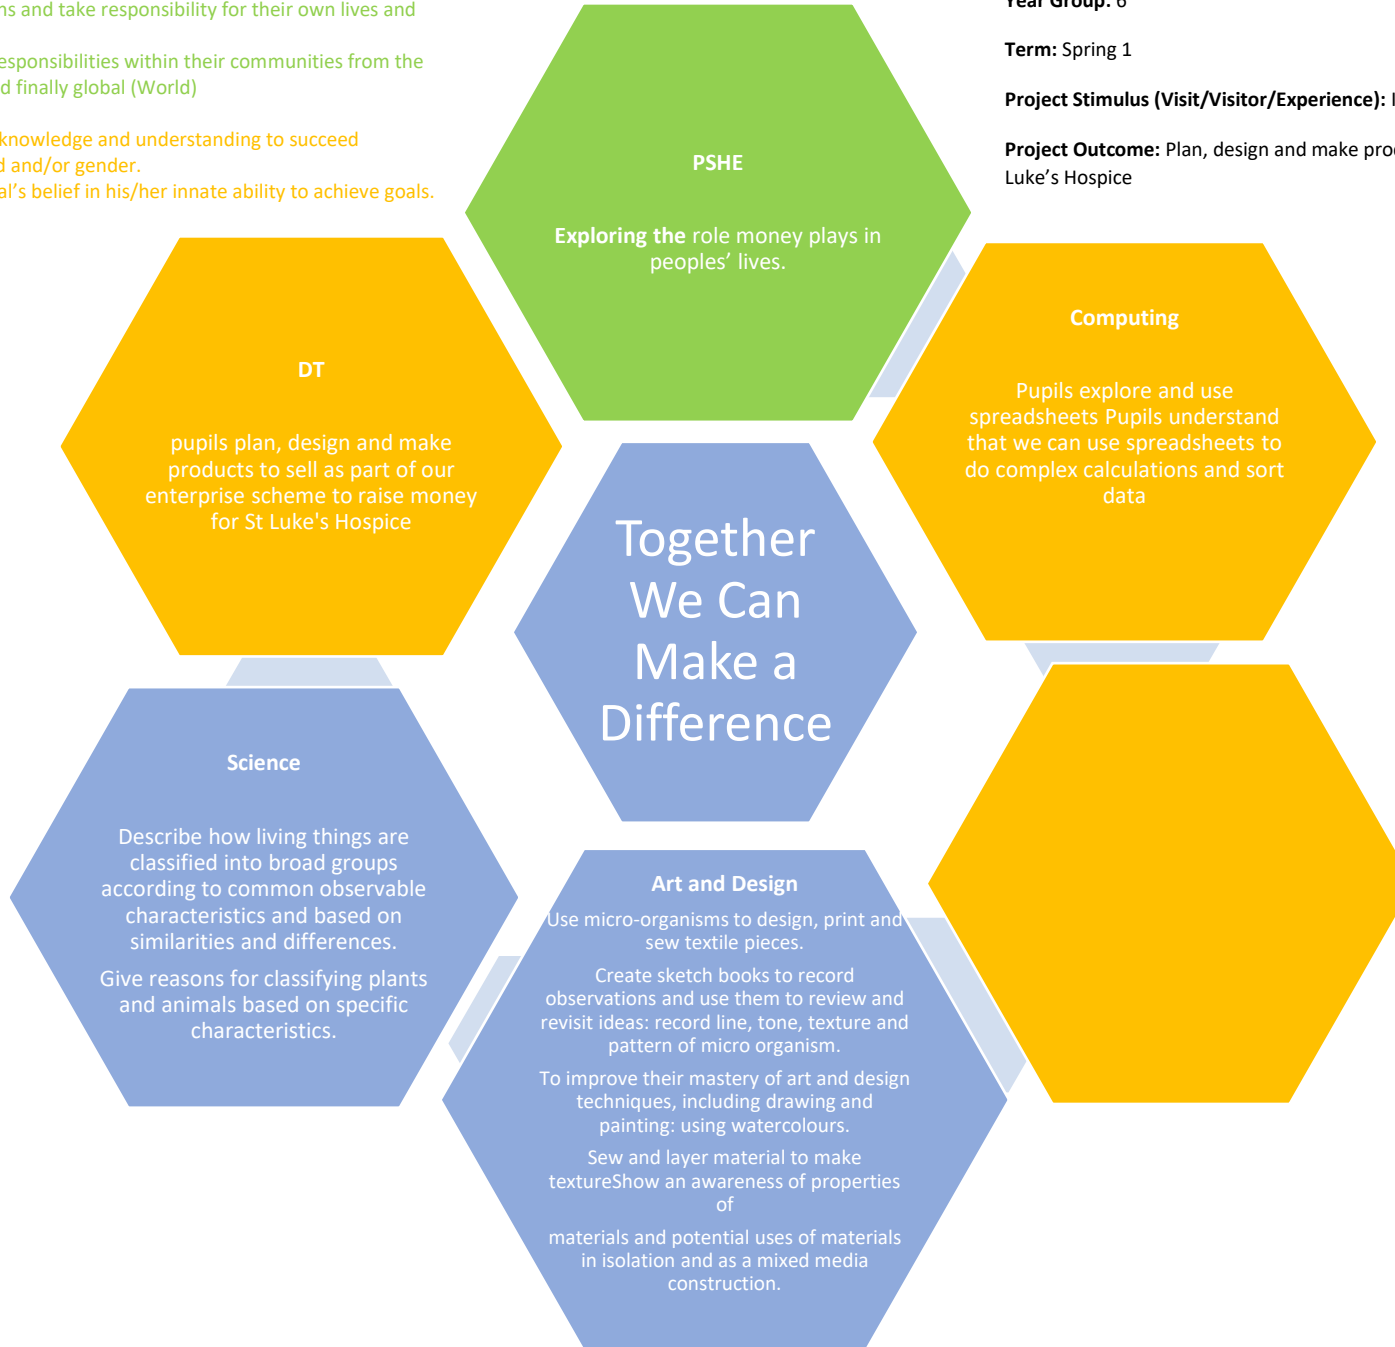 ns and take responsibility for their own lives and
esponsibilities within their communities from the
d finally global (World)
knowledge and understanding to succeed
d and/or gender.
al's belief in his/her innate ability to achieve goals.
Year Group: 6
Term: Spring 1
Project Stimulus (Visit/Visitor/Experience):
Project Outcome: Plan, design and make
Luke's Hospice
PSHE
Exploring the role money plays in
peoples' lives.
DT
pupils plan, design and make
products to sell as part of our
enterprise scheme to raise money
for St Luke's Hospice
Computing
Pupils explore and use
spreadsheets Pupils understand
that we can use spreadsheets to
do complex calculations and sort
data
Together
We Can
Make a
Difference
Science
Describe how living things are
classified into broad groups
according to common observable
characteristics and based on
similarities and differences.
Give reasons for classifying plants
and animals based on specific
characteristics.
Art and Design
Use micro-organisms to design, print and
sew textile pieces.
Create sketch books to record
observations and use them to review and
revisit ideas: record line, tone, texture and
pattern of micro organism.
To improve their mastery of art and design
techniques, including drawing and
painting: using watercolours.
Sew and layer material to make
textureShow an awareness of properties
of
materials and potential uses of materials
in isolation and as a mixed media
construction.